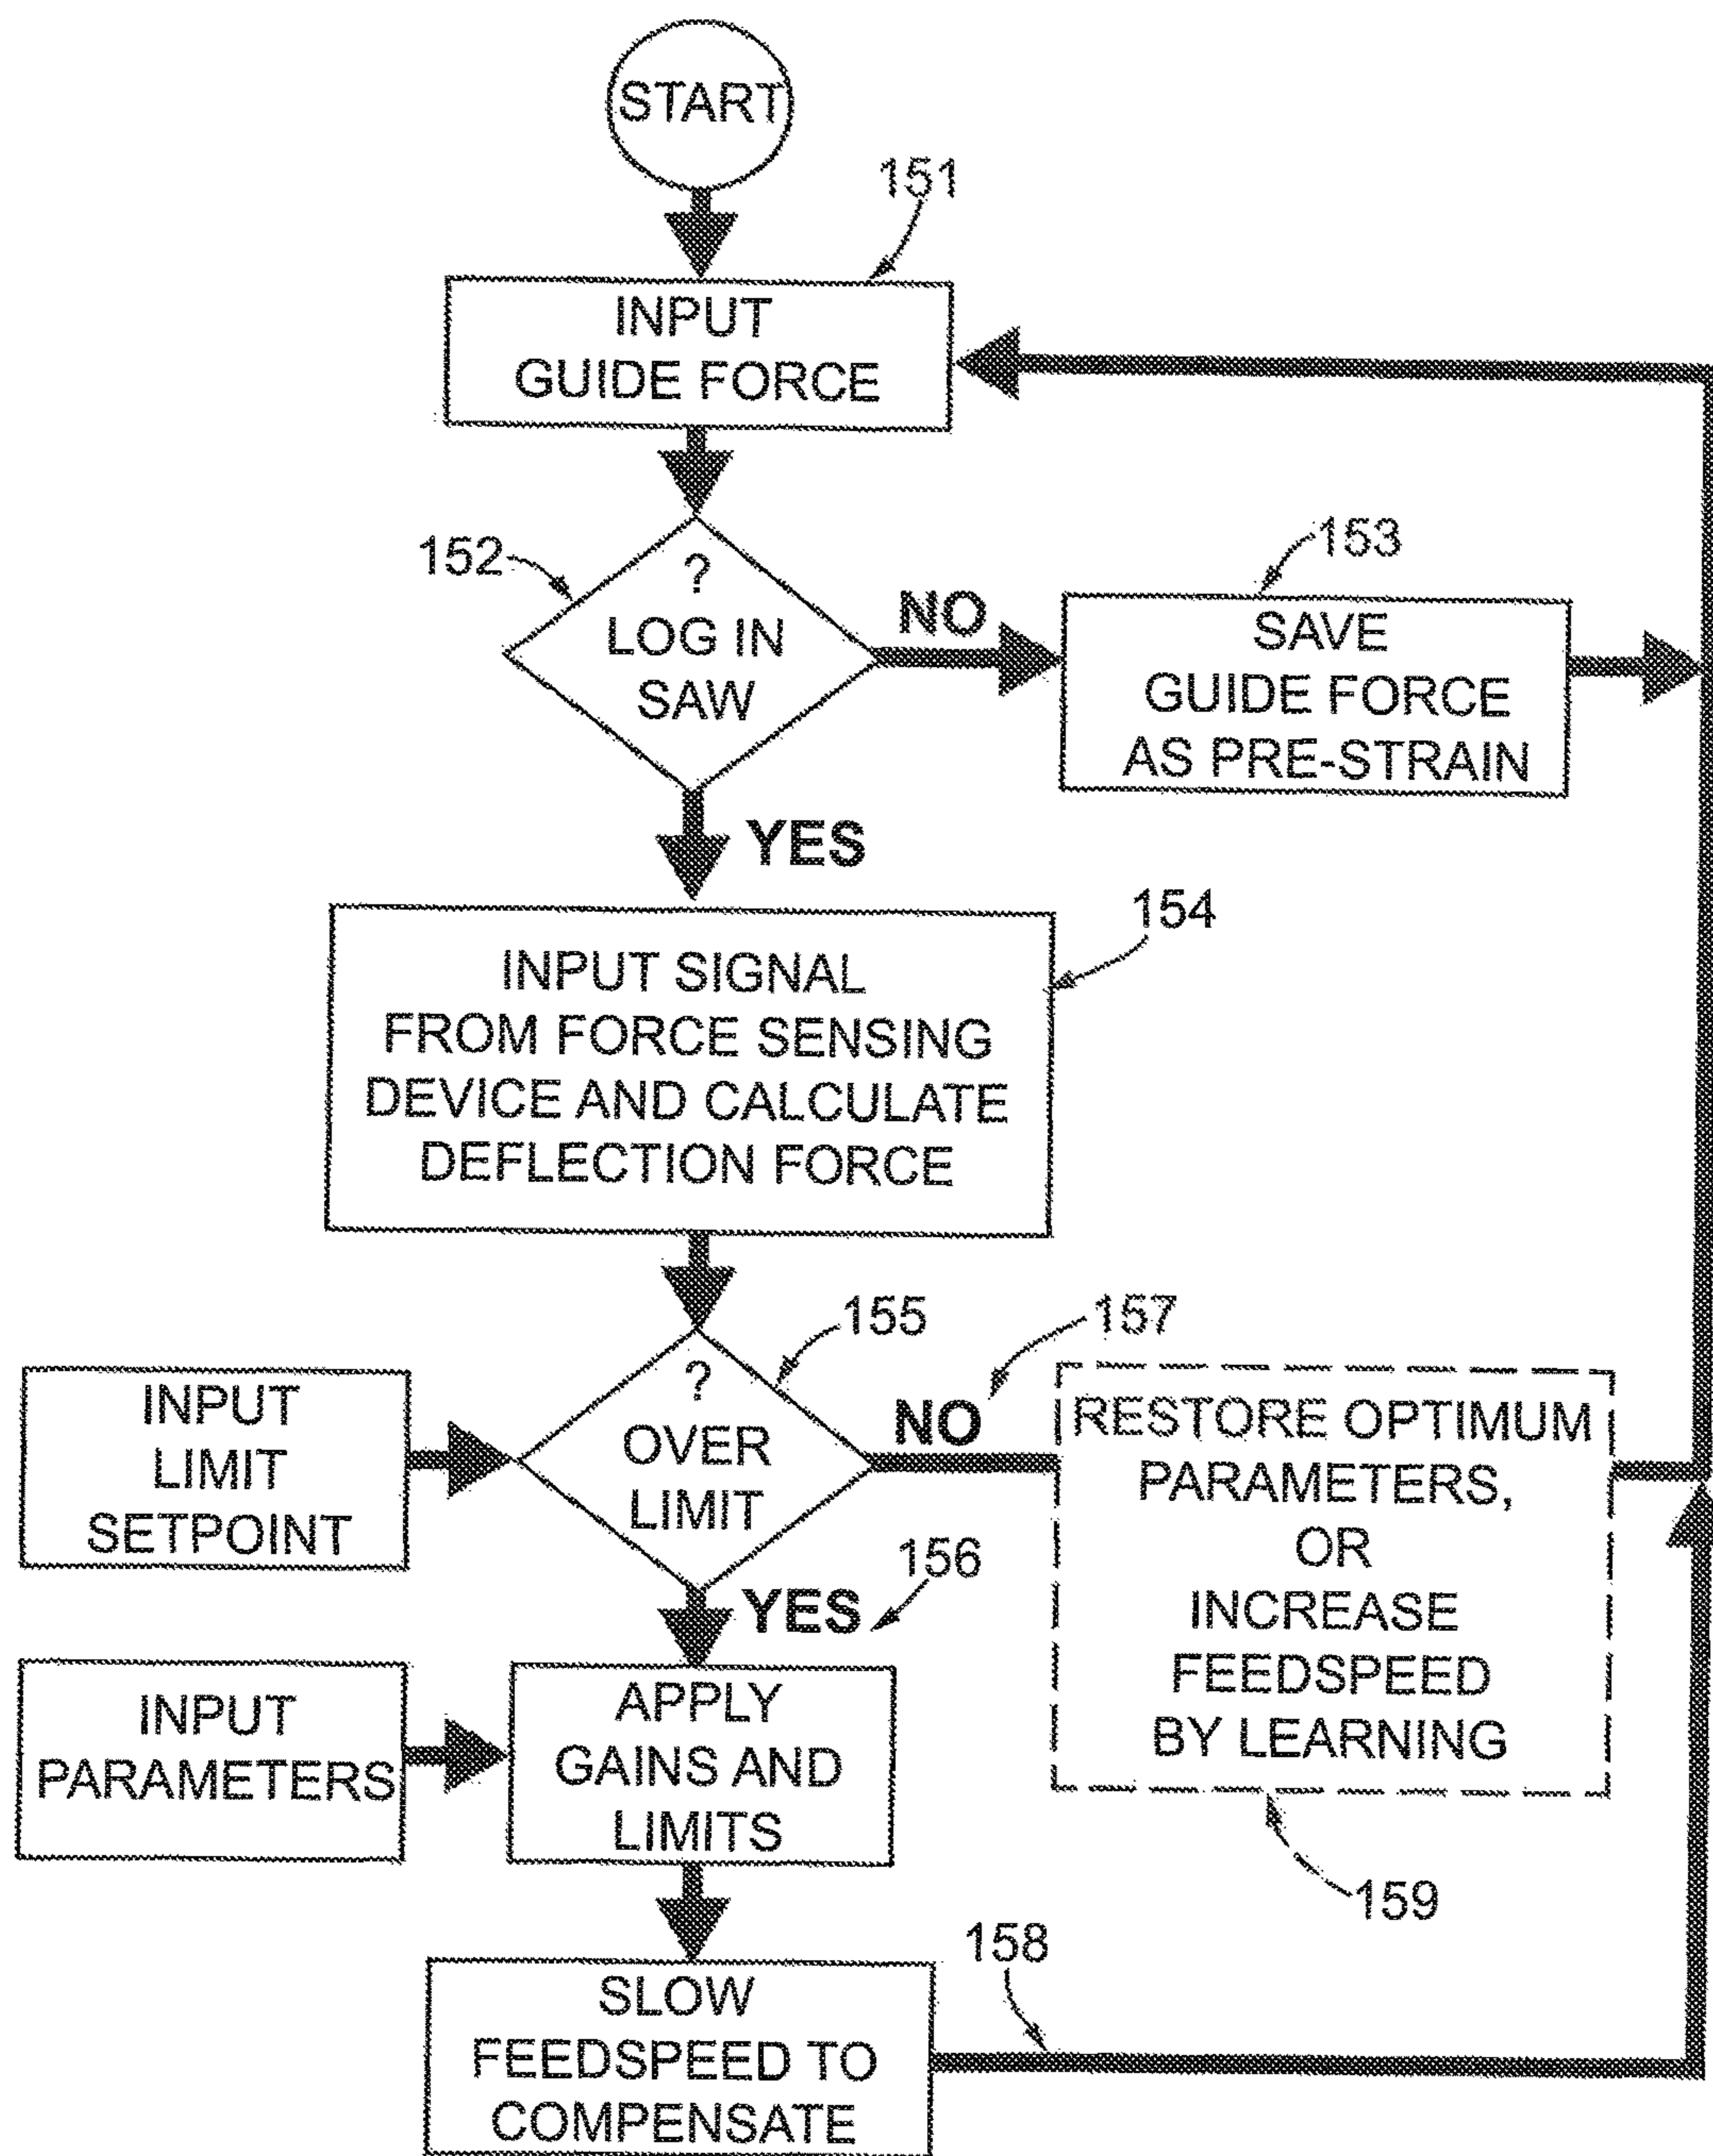 START
151
INPUT
GUIDE FORCE
152
?
LOG IN
SAW
NO
153
SAVE
GUIDE FORCE
AS PRE-STRAIN
YES
154
INPUT SIGNAL
FROM FORCE SENSING
DEVICE AND CALCULATE
DEFLECTION FORCE
155
157
INPUT
LIMIT
SETPOINT
?
OVER
LIMIT
NO
RESTORE OPTIMUM
PARAMETERS,
OR
INCREASE
FEEDSPEED
BY LEARNING
YES
156
INPUT
PARAMETERS
APPLY
GAINS AND
LIMITS
159
158
SLOW
FEEDSPEED TO
COMPENSATE